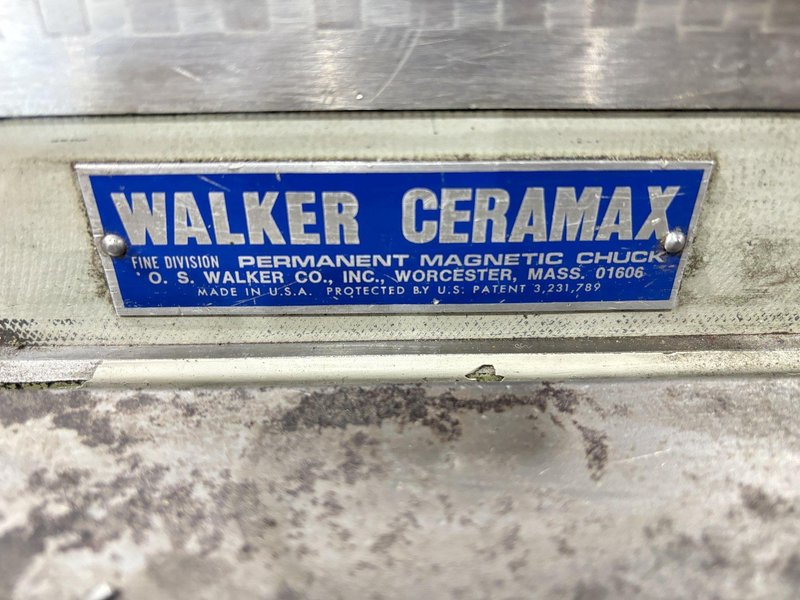 WALKER CERAMAX
FINE DIVISION PERMANENT MAGNETIC CHUCK
O. S. WALKER CO., INC., WORCESTER, MASS. 01606
MADE IN U.S.A. PROTECTED BY U.S. PATENT 3,231,789